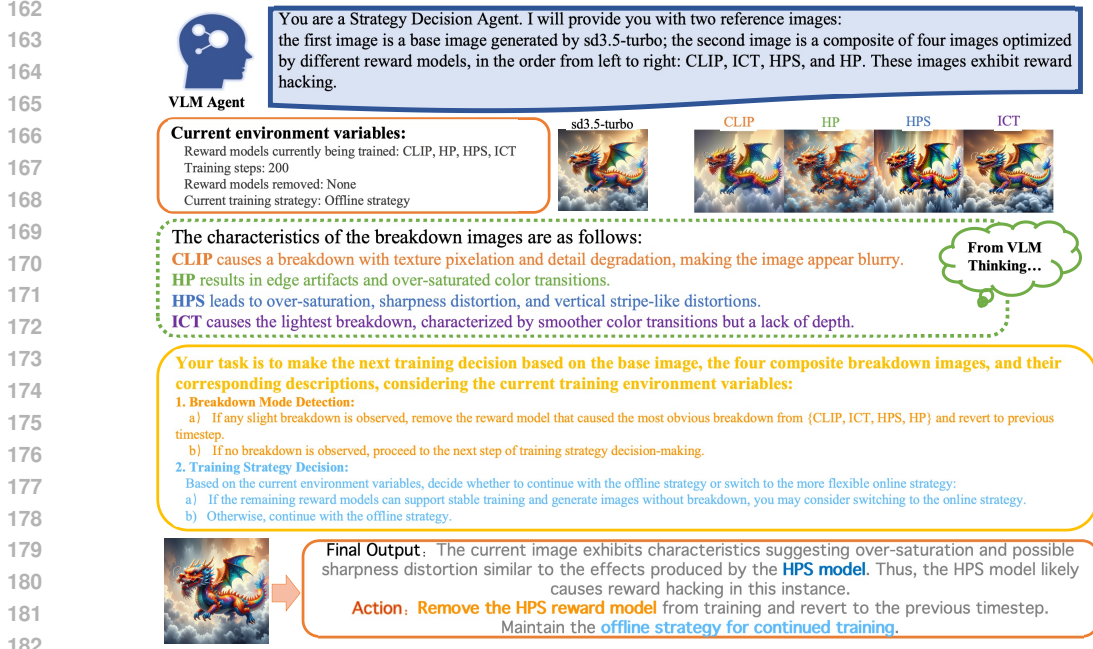 162
163
164
165
166
167
168
169
170
171
172
173
174
175
176
177
178
179
180
181
182
You are a Strategy Decision Agent. I will provide you with two reference images:
the first image is a base image generated by sd3.5-turbo; the second image is a composite of four images optimized
by different reward models, in the order from left to right: CLIP, ICT, HPS, and HP. These images exhibit reward
hacking.
VLM Agent
Current environment variables:
Reward models currently being trained: CLIP, HP, HPS, ICT
Training steps: 200
Reward models removed: None
Current training strategy: Offline strategy
sd3.5-turbo
CLIP HP HPS ICT
The characteristics of the breakdown images are as follows:
CLIP causes a breakdown with texture pixelation and detail degradation, making the image appear blurry.
HP results in edge artifacts and over-saturated color transitions.
HPS leads to over-saturation, sharpness distortion, and vertical stripe-like distortions.
ICT causes the lightest breakdown, characterized by smoother color transitions but a lack of depth.
From VLM
Thinking…
Your task is to make the next training decision based on the base image, the four composite breakdown images, and their
corresponding descriptions, considering the current training environment variables:
1. Breakdown Mode Detection:
a） If any slight breakdown is observed, remove the reward model that caused the most obvious breakdown from {CLIP, ICT, HPS, HP} and revert to previous
timestep.
b） If no breakdown is observed, proceed to the next step of training strategy decision-making.
2. Training Strategy Decision:
Based on the current environment variables, decide whether to continue with the offline strategy or switch to the more flexible online strategy:
a） If the remaining reward models can support stable training and generate images without breakdown, you may consider switching to the online strategy.
b） Otherwise, continue with the offline strategy.
Final Output： The current image exhibits characteristics suggesting over-saturation and possible
sharpness distortion similar to the effects produced by the HPS model. Thus, the HPS model likely
causes reward hacking in this instance.
Action： Remove the HPS reward model from training and revert to the previous timestep.
Maintain the offline strategy for continued training.